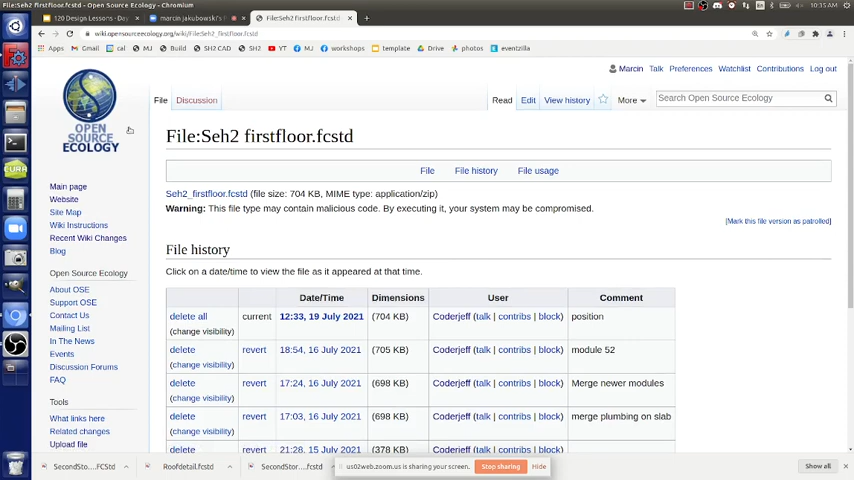 File:Seh2 firstfloor.fcstd - Chromium
10:35 AM
120 Design Lessons - Day
marcin jakubowski's
File:Seh2 firstfloor.fcstd
wiki.opensourceecology.org/wiki/File:Seh2_firstfloor.fcstd
Apps Gmail cal MJ Build SH2 CAD SH2 YT MJ workshops template Drive photos eventzilla
Marcin Talk Preferences Watchlist Contributions Log out
File Discussion Read Edit View history More Search Open Source Ecology
OPEN
SOURCE
ECOLOGY
File:Seh2 firstfloor.fcstd
File File history File usage
Seh2_firstfloor.fcstd (file size: 704 KB, MIME type: application/zip)
Warning: This file type may contain malicious code. By executing it, your system may be compromised.
[Mark this file version as patrolled]
File history
Click on a date/time to view the file as it appeared at that time.
Date/Time Dimensions User Comment
delete all current 12:33, 19 July 2021 (704 KB) Coderjeff (talk | contribs | block) position
(change visibility)
delete revert 18:54, 16 July 2021 (705 KB) Coderjeff (talk | contribs | block) module 52
(change visibility)
delete revert 17:24, 16 July 2021 (698 KB) Coderjeff (talk | contribs | block) Merge newer modules
(change visibility)
delete revert 17:03, 16 July 2021 (698 KB) Coderjeff (talk | contribs | block) merge plumbing on slab
(change visibility)
delete revert 21:28, 15 July 2021 (378 KB) Coderjeff (talk | contribs | block)
Main page
Website
Site Map
Wiki Instructions
Recent Wiki Changes
Blog
Open Source Ecology
About OSE
Support OSE
Contact Us
Mailing List
In The News
Events
Discussion Forums
FAQ
Tools
What links here
Related changes
Upload file
CURA
SecondSto....FCStd
Roofdetail.fcstd
SecondStor....fcstd
us02web.zoom.us is sharing your screen.
Stop sharing
Hide
Show all